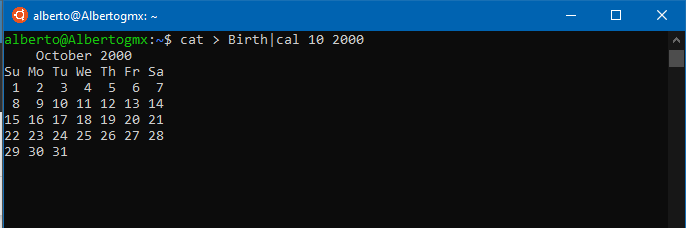 alberto@Albertogmx: ~
alberto@Albertogmx:~$ cat > Birth|cal 10 2000
    October 2000
Su Mo Tu We Th Fr Sa
 1  2  3  4  5  6  7
 8  9 10 11 12 13 14
15 16 17 18 19 20 21
22 23 24 25 26 27 28
29 30 31